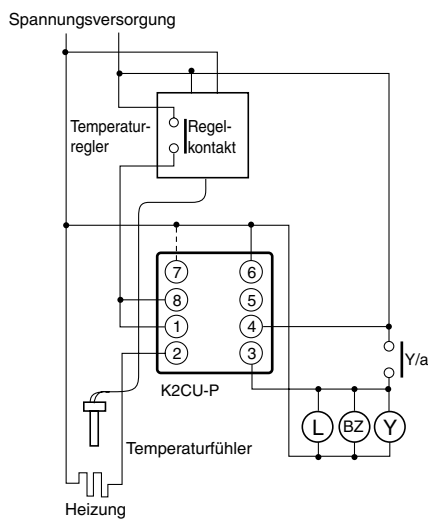 Spannungsversorgung
Temperatur-
regler
Regel-
kontakt
7
6
8
5
1
4
2
3
K2CU-P
Y/a
L
BZ
Y
Temperaturfühler
Heizung